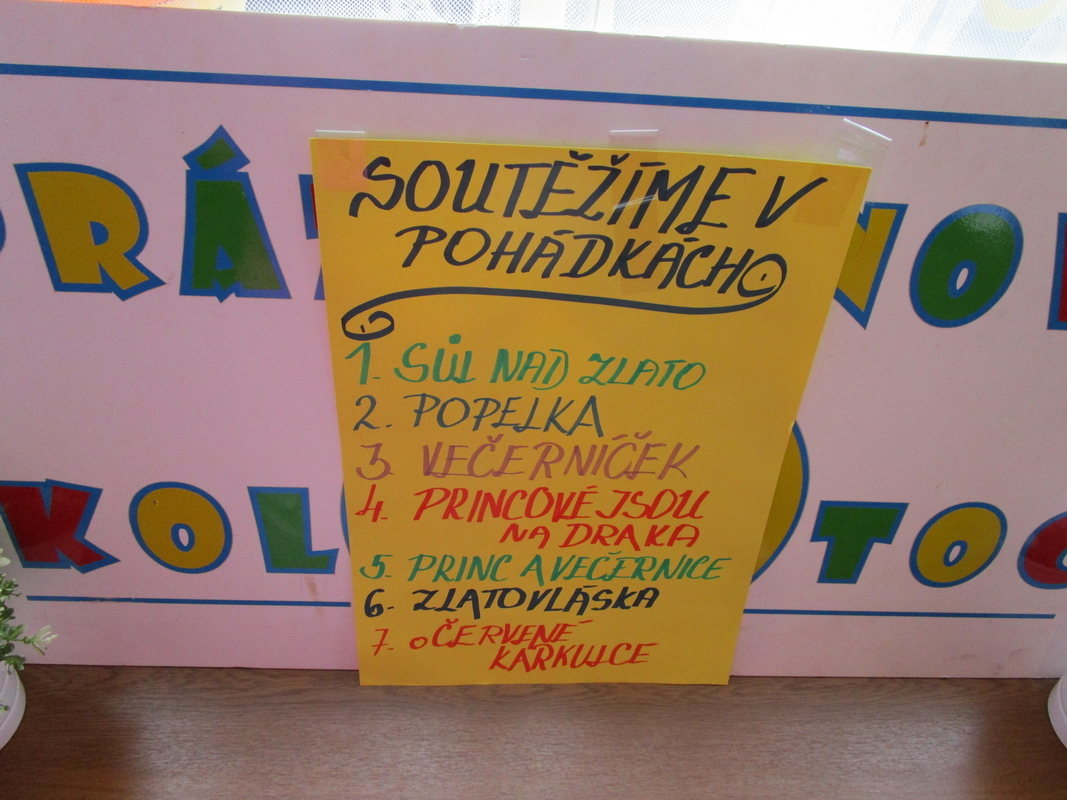 SOUTĚŽÍME V
POHÁDKÁCH
1. SŮL NAD ZLATO
2. POPELKA
3. VEČERNÍČEK
4. PRINCOVÉ JSOU
NA DRAKA
5. PRINC A VEČERNICE
6. ZLATOVLÁSKA
7. O ČERVENÉ
KARKULCE